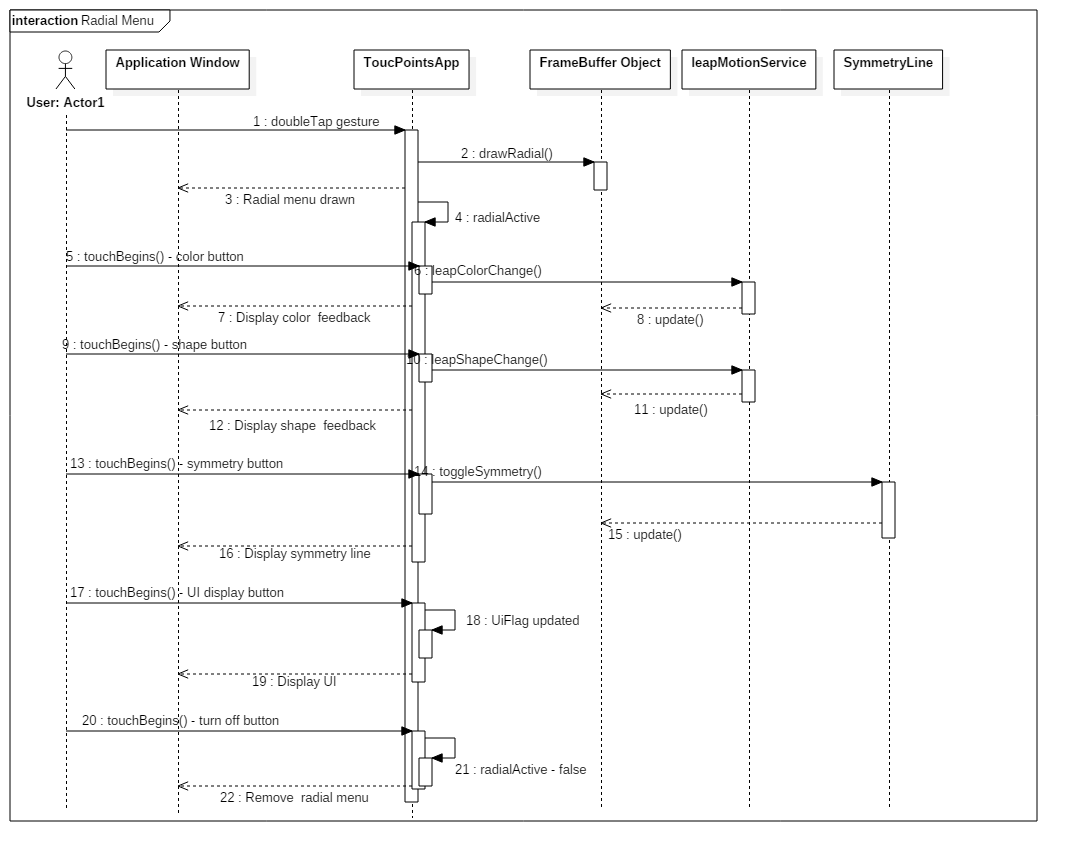 interaction Radial Menu
User: Actor1
Application Window
ToucPointsApp
FrameBuffer Object
leapMotionService
SymmetryLine
1 : doubleTap gesture
2 : drawRadial()
3 : Radial menu drawn
4 : radialActive
5 : touchBegins() - color button
6 : leapColorChange()
7 : Display color  feedback
8 : update()
9 : touchBegins() - shape button
10 : leapShapeChange()
11 : update()
12 : Display shape  feedback
13 : touchBegins() - symmetry button
14 : toggleSymmetry()
15 : update()
16 : Display symmetry line
17 : touchBegins() - UI display button
18 : UiFlag updated
19 : Display UI
20 : touchBegins() - turn off button
21 : radialActive - false
22 : Remove  radial menu